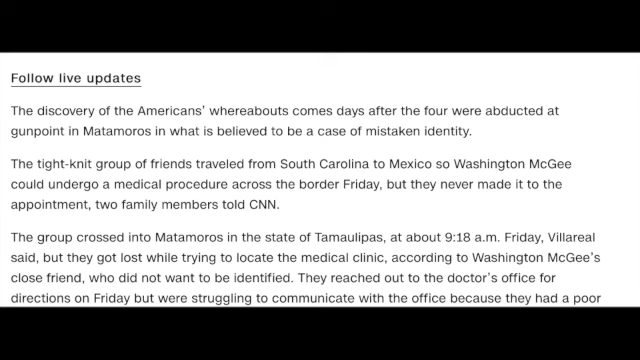 Follow live updates
The discovery of the Americans' whereabouts comes days after the four were abducted at
gunpoint in Matamoros in what is believed to be a case of mistaken identity.
The tight-knit group of friends traveled from South Carolina to Mexico so Washington McGee
could undergo a medical procedure across the border Friday, but they never made it to the
appointment, two family members told CNN.
The group crossed into Matamoros in the state of Tamaulipas, at about 9:18 a.m. Friday, Villareal
said, but they got lost while trying to locate the medical clinic, according to Washington McGee's
close friend, who did not want to be identified. They reached out to the doctor's office for
directions on Friday but were struggling to communicate with the office because they had a poor